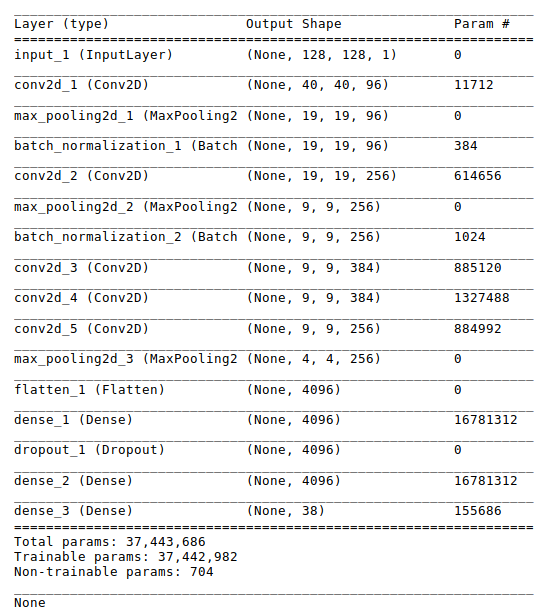 Layer (type) Output Shape Param #
input_1 (InputLayer) (None, 128, 128, 1) 0
conv2d_1 (Conv2D) (None, 40, 40, 96) 11712
max_pooling2d_1 (MaxPooling2 (None, 19, 19, 96) 0
batch_normalization_1 (Batch (None, 19, 19, 96) 384
conv2d_2 (Conv2D) (None, 19, 19, 256) 614656
max_pooling2d_2 (MaxPooling2 (None, 9, 9, 256) 0
batch_normalization_2 (Batch (None, 9, 9, 256) 1024
conv2d_3 (Conv2D) (None, 9, 9, 384) 885120
conv2d_4 (Conv2D) (None, 9, 9, 384) 1327488
conv2d_5 (Conv2D) (None, 9, 9, 256) 884992
max_pooling2d_3 (MaxPooling2 (None, 4, 4, 256) 0
flatten_1 (Flatten) (None, 4096) 0
dense_1 (Dense) (None, 4096) 16781312
dropout_1 (Dropout) (None, 4096) 0
dense_2 (Dense) (None, 4096) 16781312
dense_3 (Dense) (None, 38) 155686
Total params: 37,443,686
Trainable params: 37,442,982
Non-trainable params: 704
None